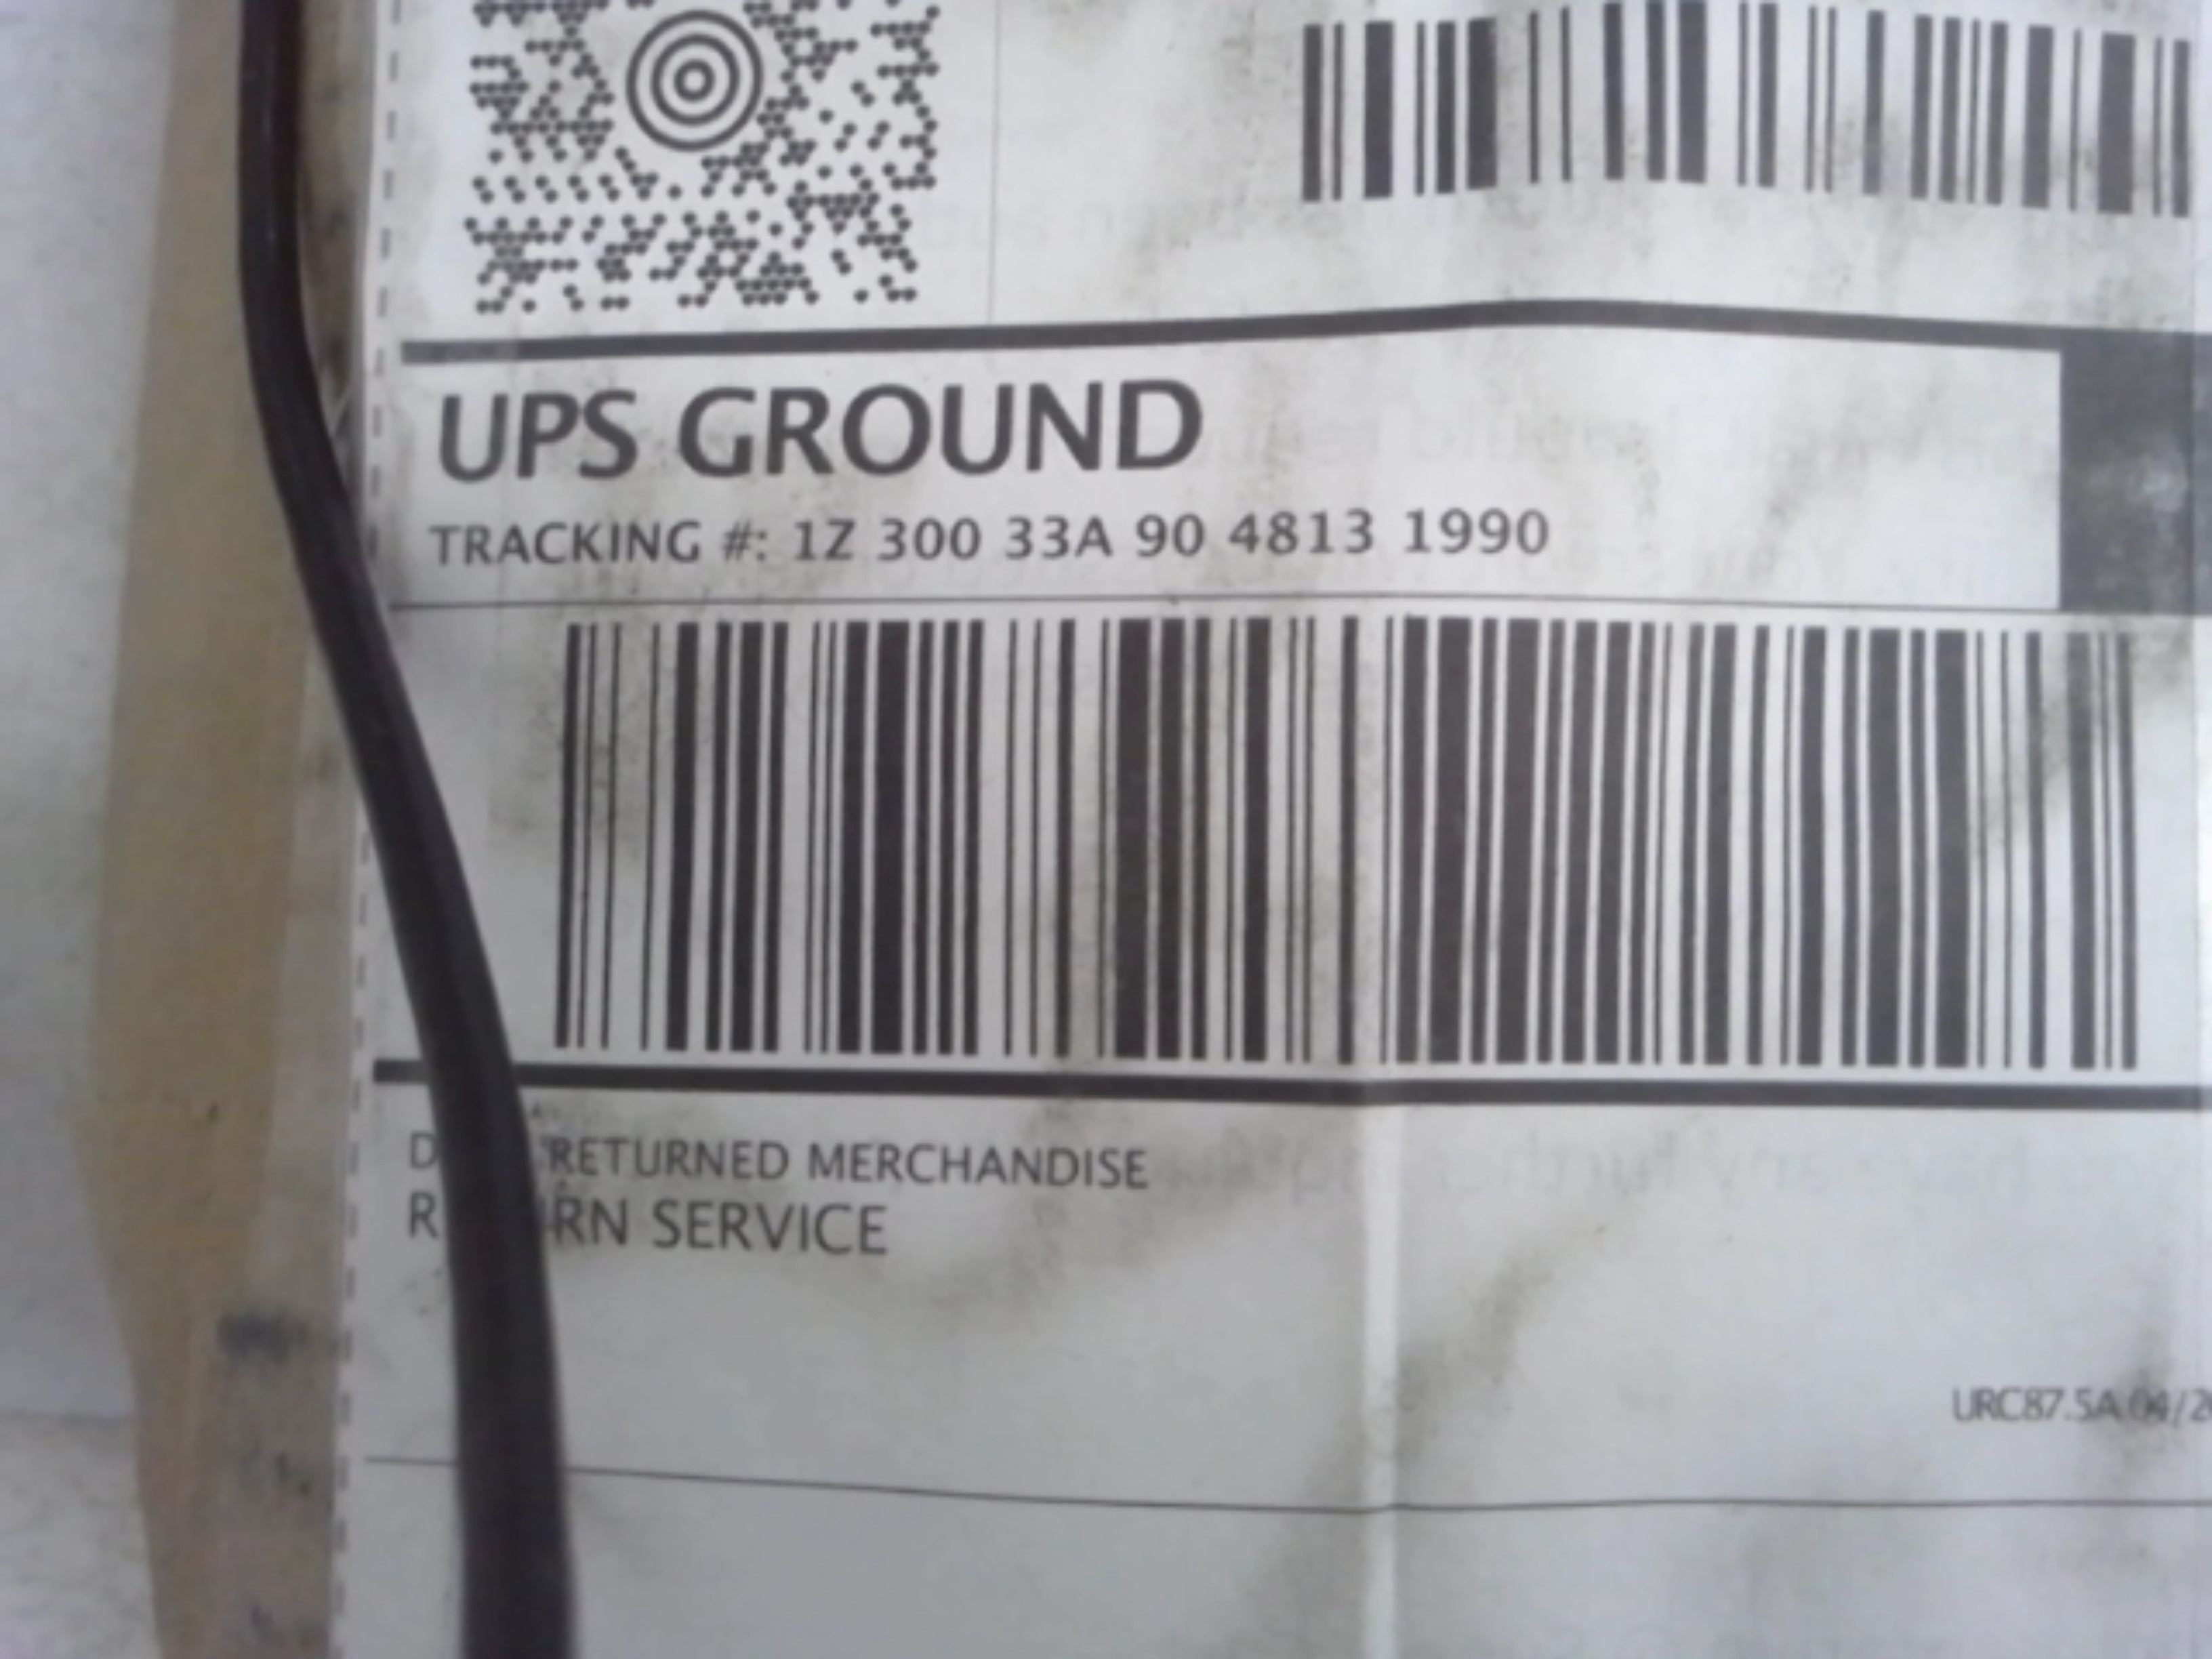 UPS GROUND
TRACKING #: 1Z 300 33A 90 4813 1990
RETURNED MERCHANDISE
SERVICE
URC87.5A